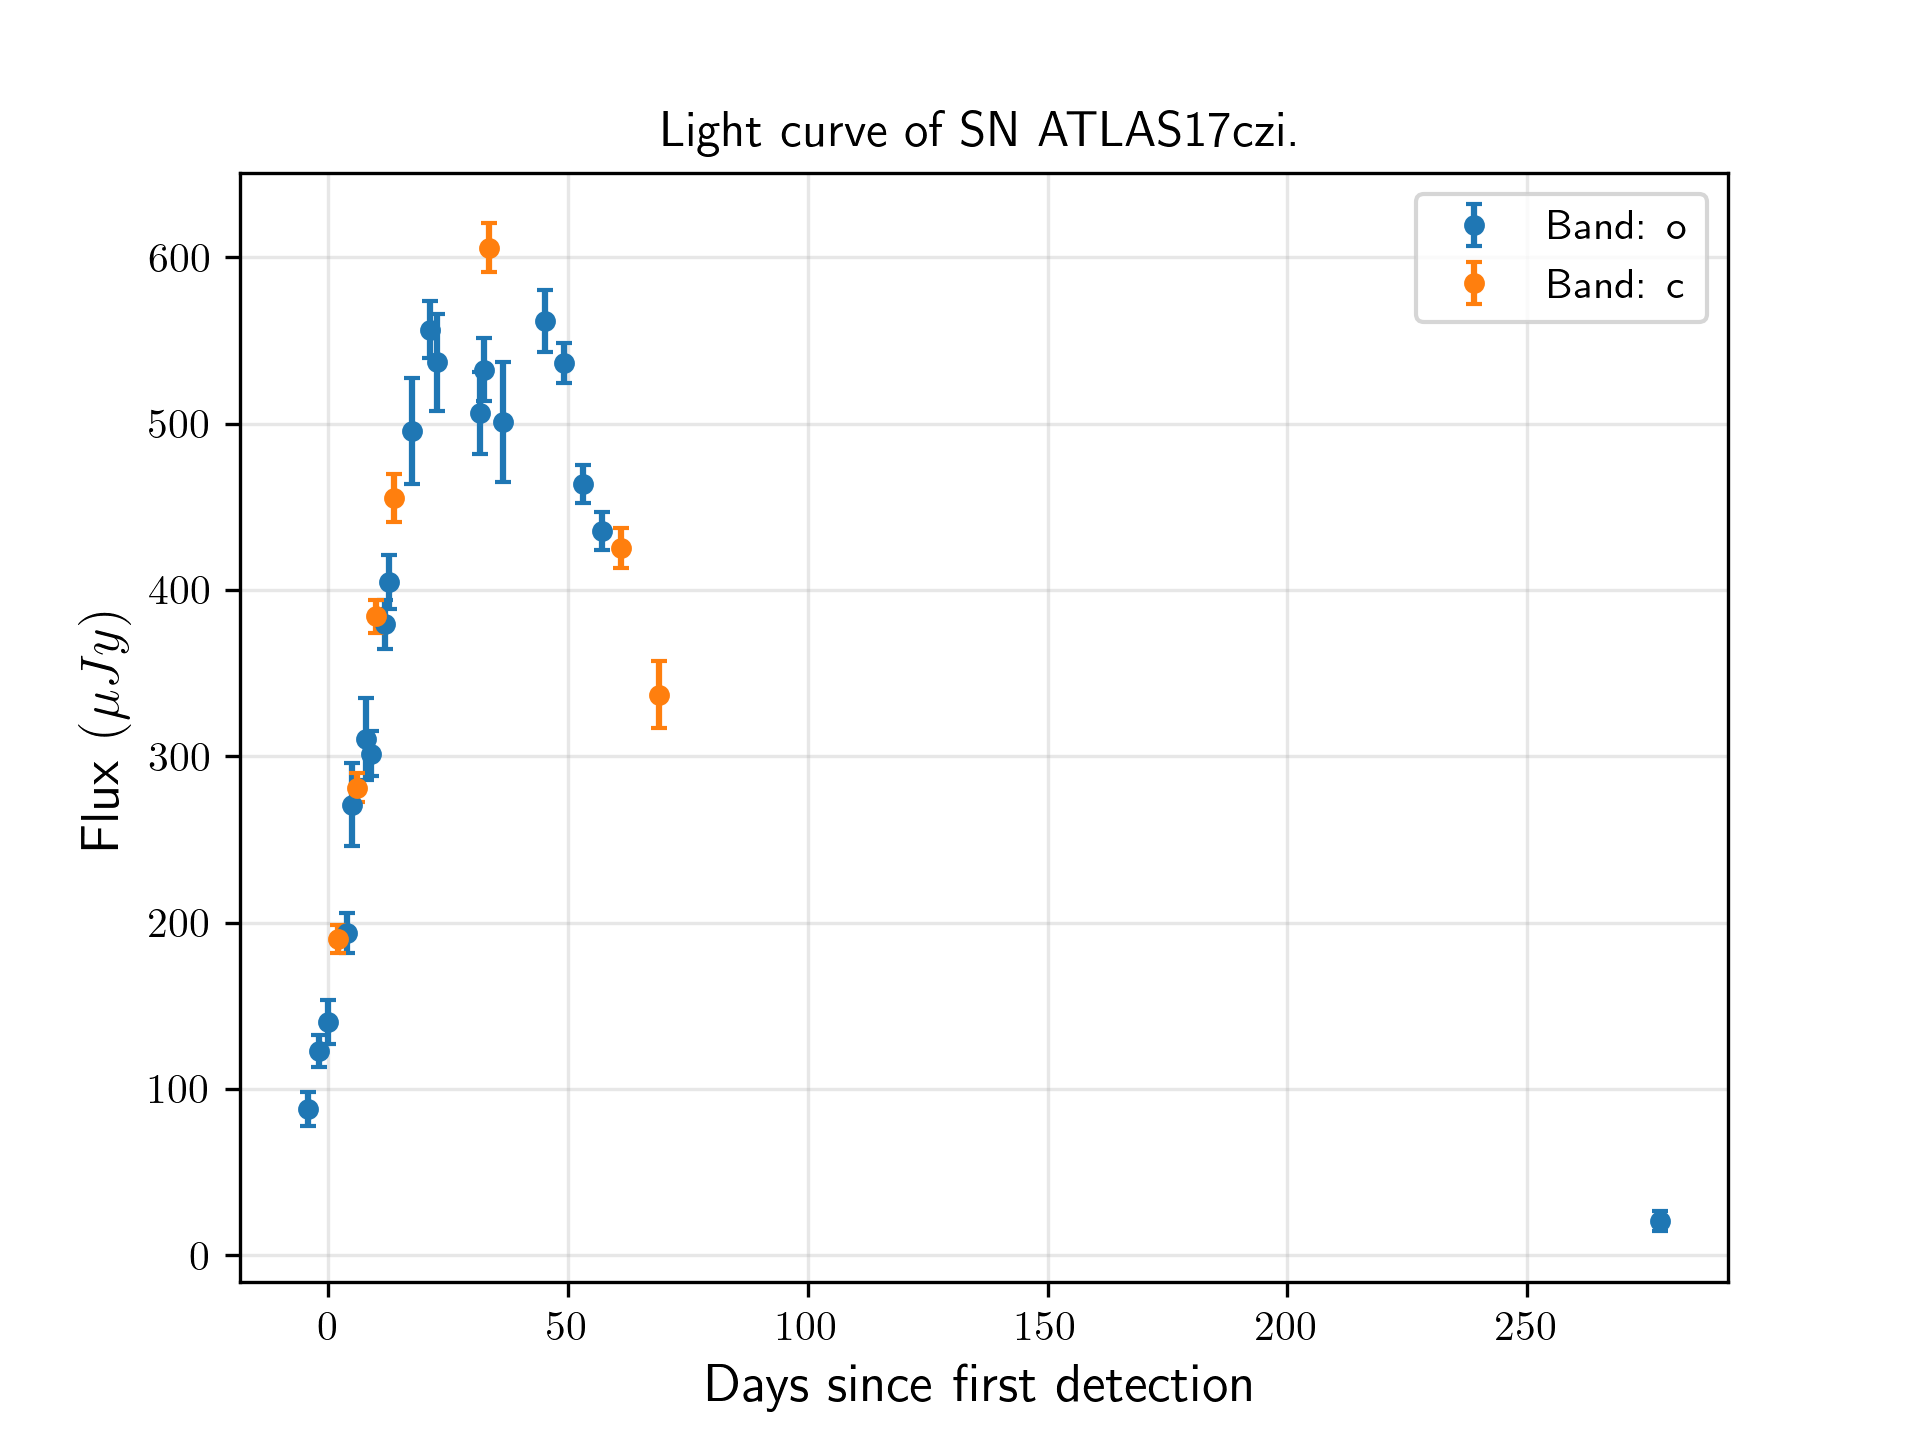 Light curve of SN ATLAS17czi.
Band: o
Band: c
Flux (μJy)
600
500
400
300
200
100
0
0 50 100 150 200 250
Days since first detection